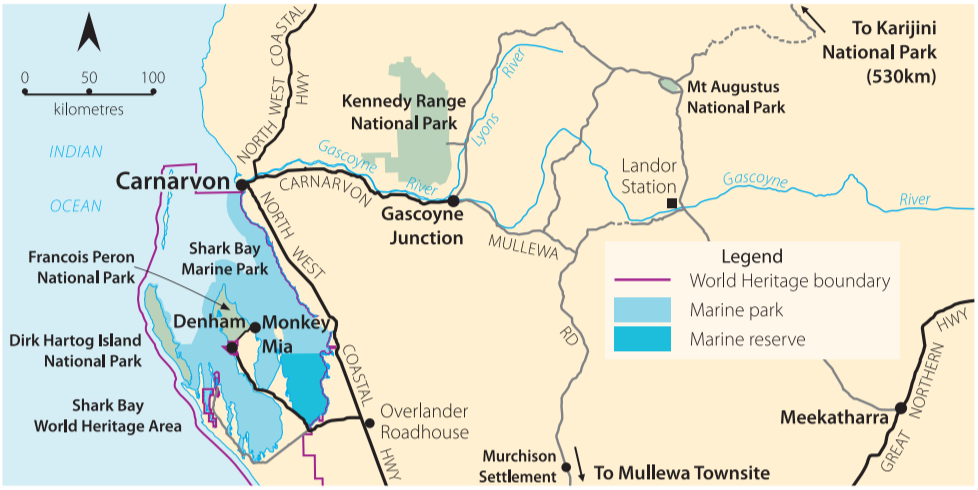 To Karijini
National Park
(530km)
0 50 100
kilometres
NORTH WEST COASTAL
HWY
Kennedy Range
National Park
Lyons
River
Mt Augustus
National Park
INDIAN
OCEAN
Carnarvon
Gascoyne
River
CARNARVON
Gascoyne
Junction
MULLEWA
RD
Landor
Station
Gascoyne
River
NORTH WEST
COASTAL
HWY
Shark Bay
Marine Park
Francois Peron
National Park
Denham
Monkey
Mia
Dirk Hartog Island
National Park
Shark Bay
World Heritage Area
Overlander
Roadhouse
Legend
World Heritage boundary
Marine park
Marine reserve
Meekatharra
GREAT NORTHERN
HWY
Murchison
Settlement
To Mullewa Townsite